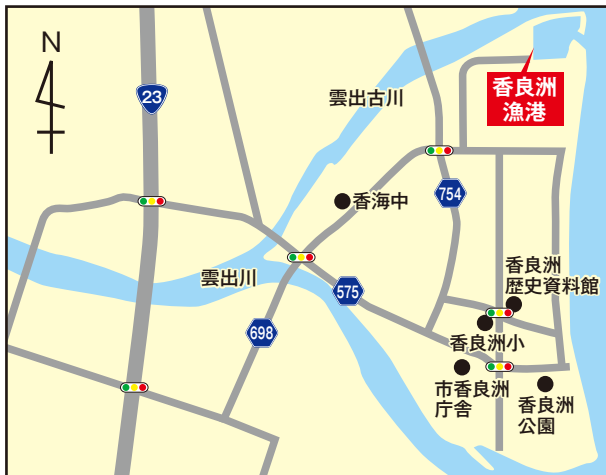 N
23
香良洲
漁港
雲出古川
754
香海中
香良洲
歴史資料館
雲出川
575
698
香良洲小
市香良洲
庁舎
香良洲
公園